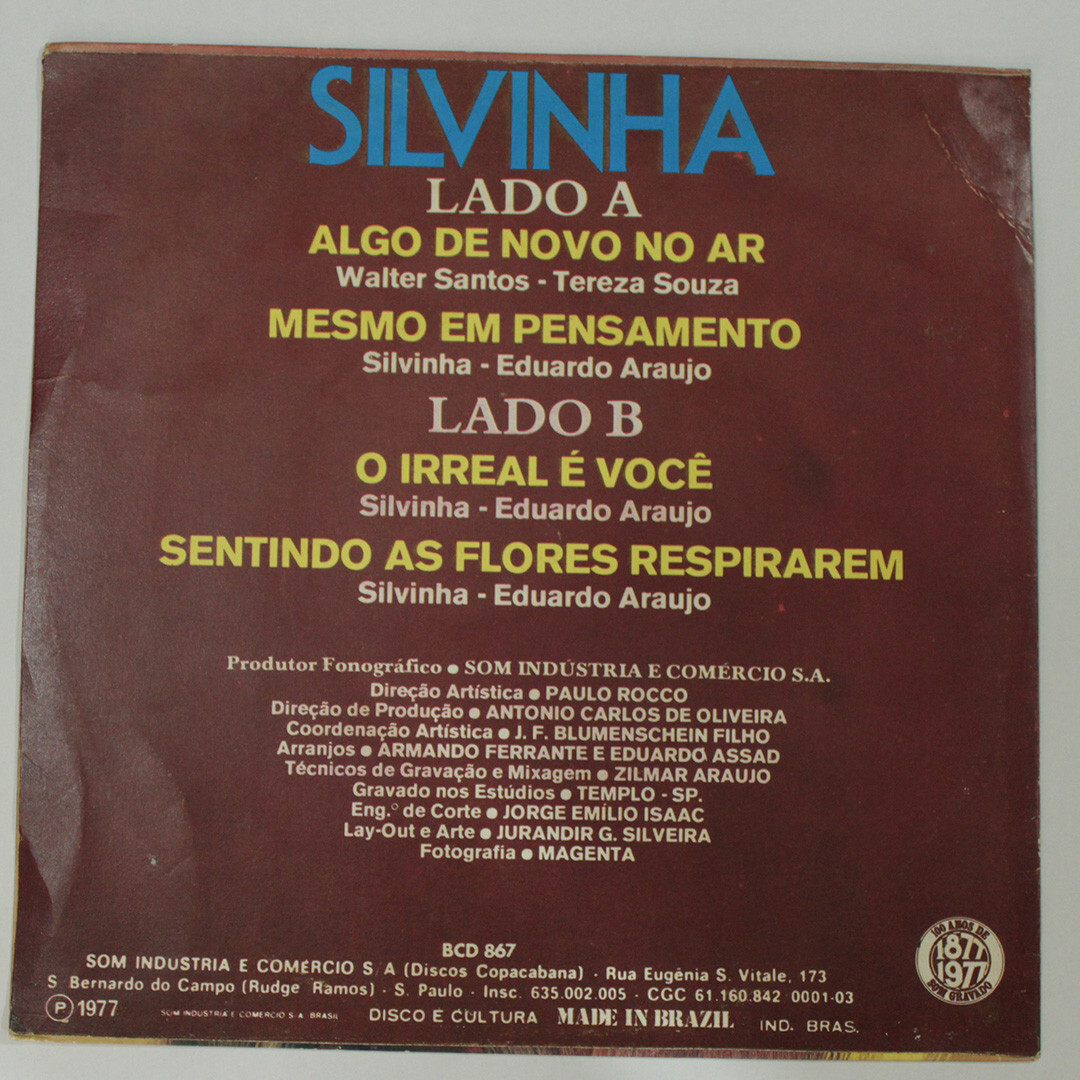 SILVINHA
LADO A
ALGO DE NOVO NO AR
Walter Santos - Tereza Souza
MESMO EM PENSAMENTO
Silvinha - Eduardo Araujo
LADO B
O IRREAL É VOCÊ
Silvinha - Eduardo Araujo
SENTINDO AS FLORES RESPIRAREM
Silvinha - Eduardo Araujo
Produtor Fonográfico ● SOM INDÚSTRIA E COMÉRCIO S.A.
Direção Artística ● PAULO ROCCO
Direção de Produção ● ANTONIO CARLOS DE OLIVEIRA
Coordenação Artística ● J. F. BLUMENSCHEIN FILHO
Arranjos ● ARMANDO FERRANTE E EDUARDO ASSAD
Técnicos de Gravação e Mixagem ● ZILMAR ARAUJO
Gravado nos Estúdios ● TEMPLO - SP.
Eng.º de Corte ● JORGE EMÍLIO ISAAC
Lay-Out e Arte ● JURANDIR G. SILVEIRA
Fotografia ● MAGENTA
100 ANOS DE
1877
1977
SOM GRAVADO
BCD 867
SOM INDUSTRIA E COMERCIO S A (Discos Copacabana) · Rua Eugênia S. Vitale, 173
S. Bernardo do Campo (Rudge Ramos) · S. Paulo · Insc. 635.002.005 · CGC 61.160.842 0001-03
Ⓟ 1977 SOM INDUSTRIA E COMERCIO S.A. BRASIL DISCO E CULTURA MADE IN BRAZIL IND. BRAS.